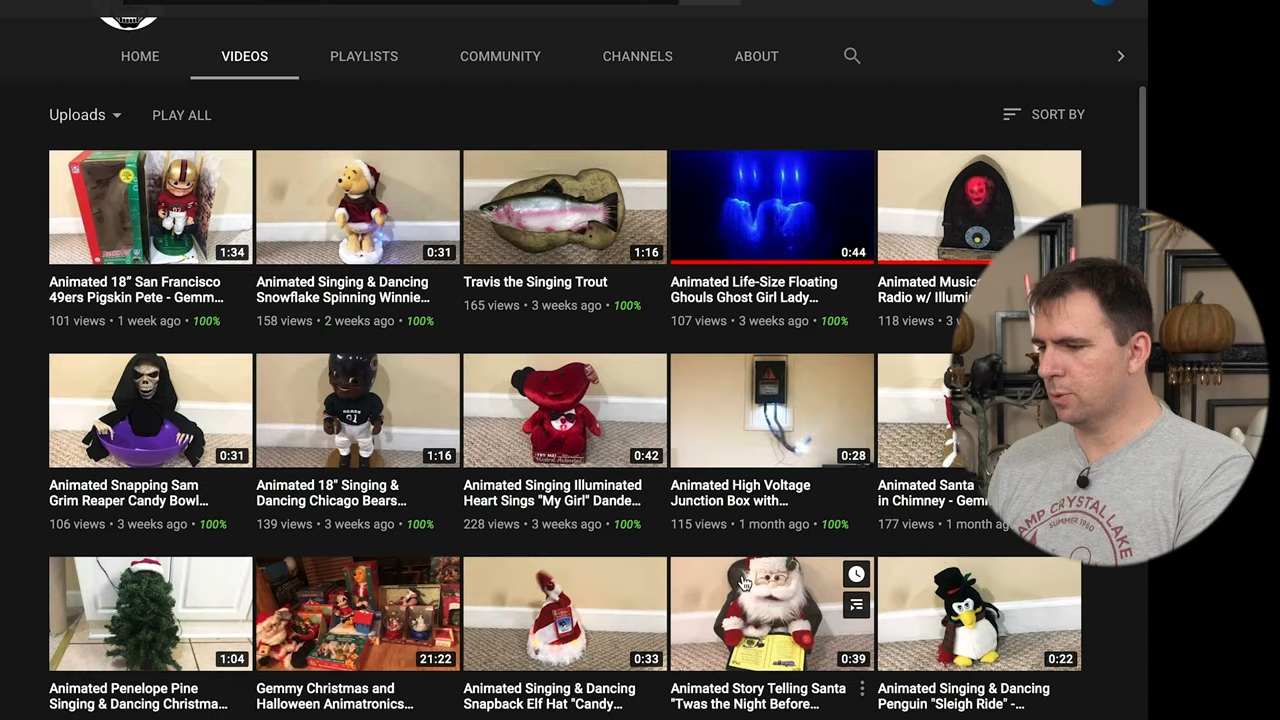 HOME
VIDEOS
PLAYLISTS
COMMUNITY
CHANNELS
ABOUT
Uploads
PLAY ALL
SORT BY
1:34
0:31
1:16
0:44
Animated 18” San Francisco
49ers Pigskin Pete - Gemm...
101 views • 1 week ago • 100%
Animated Singing & Dancing
Snowflake Spinning Winnie...
158 views • 2 weeks ago • 100%
Travis the Singing Trout
165 views • 3 weeks ago • 100%
Animated Life-Size Floating
Ghouls Ghost Girl Lady...
107 views • 3 weeks ago • 100%
Animated Music
Radio w/ Illumi
118 views • 3
BEARS
91
TRY ME!
0:31
1:16
0:42
0:28
Animated Snapping Sam
Grim Reaper Candy Bowl...
106 views • 3 weeks ago • 100%
Animated 18" Singing &
Dancing Chicago Bears...
139 views • 3 weeks ago • 100%
Animated Singing Illuminated
Heart Sings "My Girl" Dande...
228 views • 3 weeks ago • 100%
Animated High Voltage
Junction Box with...
115 views • 1 month ago • 100%
Animated Santa
in Chimney - Gem
177 views • 1 month ag
CAMP CRYSTAL LAKE
SUMMER 1980
1:04
21:22
0:33
0:39
0:22
Animated Penelope Pine
Singing & Dancing Christma...
Gemmy Christmas and
Halloween Animatronics...
Animated Singing & Dancing
Snapback Elf Hat "Candy...
Animated Story Telling Santa
"Twas the Night Before...
Animated Singing & Dancing
Penguin "Sleigh Ride" -...